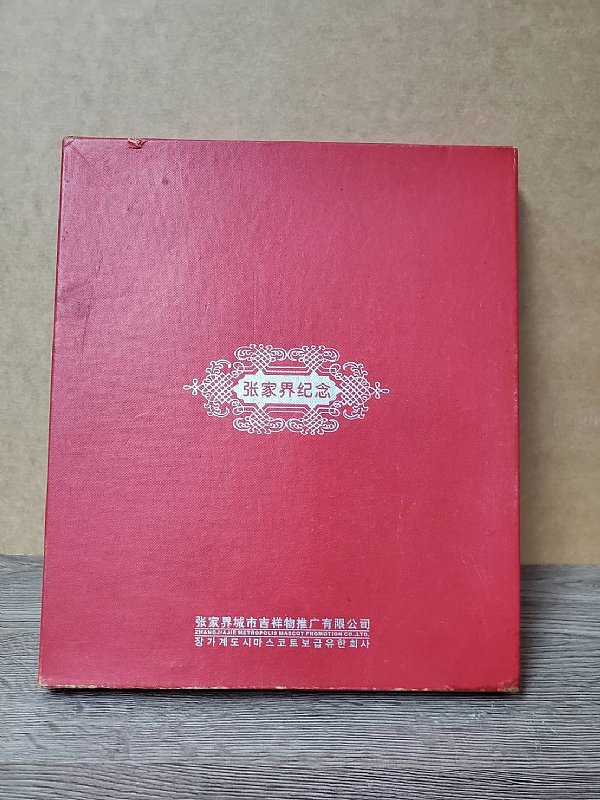 张家界纪念
张家界城市吉祥物推广有限公司
ZHANGJIAJIE METROPOLIS MASCOT PROMOTION CO.,LTD.
장가계도시마스코트보급유한회사